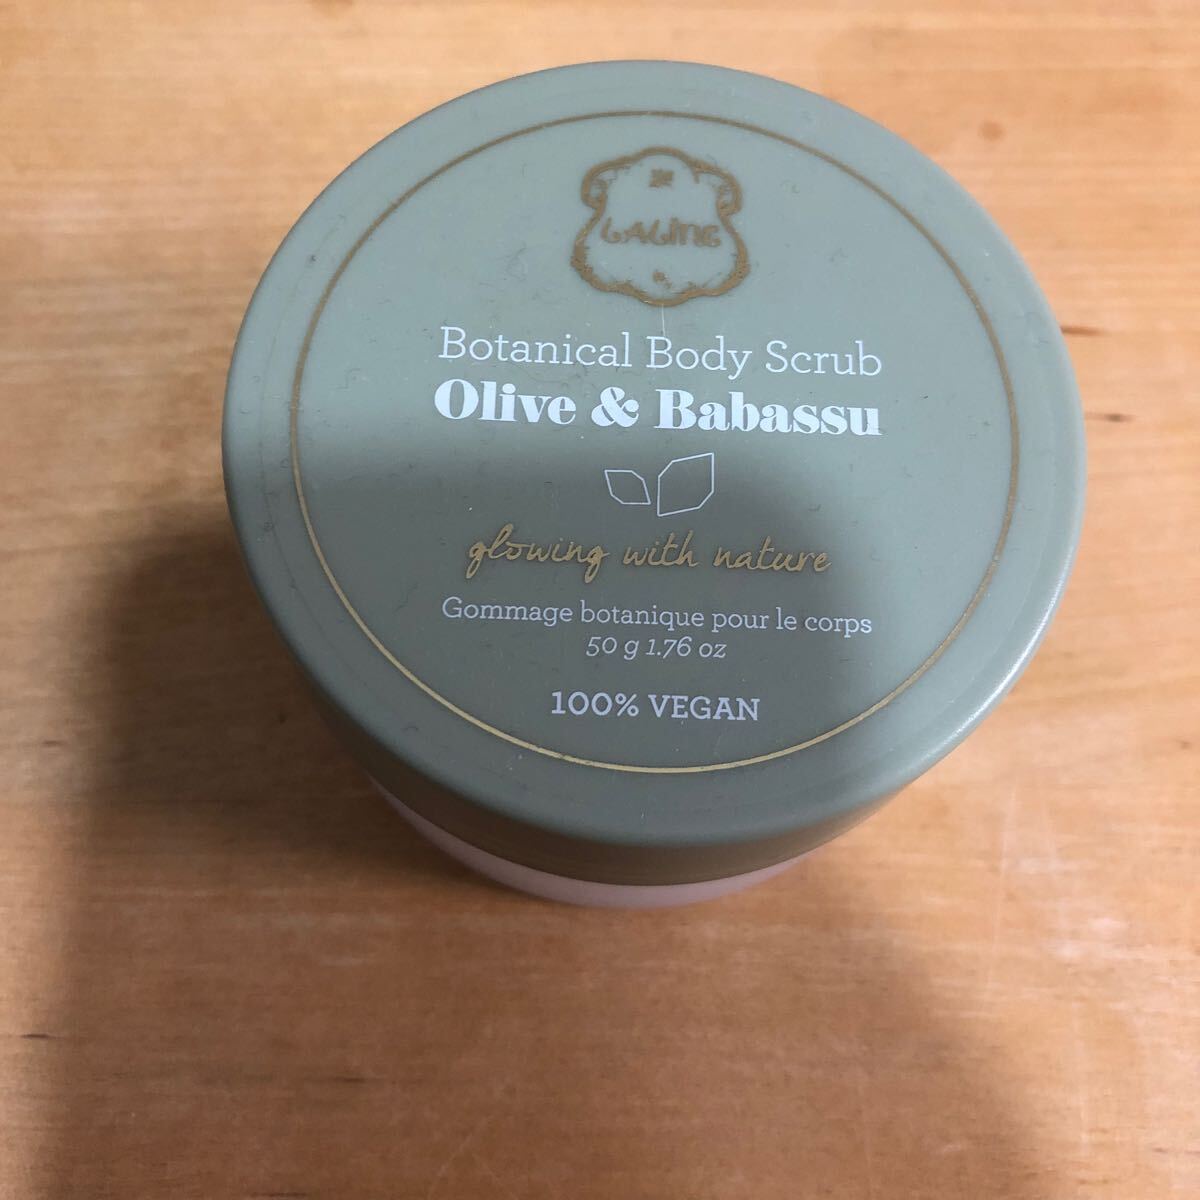 LALINE
Botanical Body Scrub
Olive & Babassu
glowing with nature
Gommage botanique pour le corps
50 g 1.76 oz
100% VEGAN